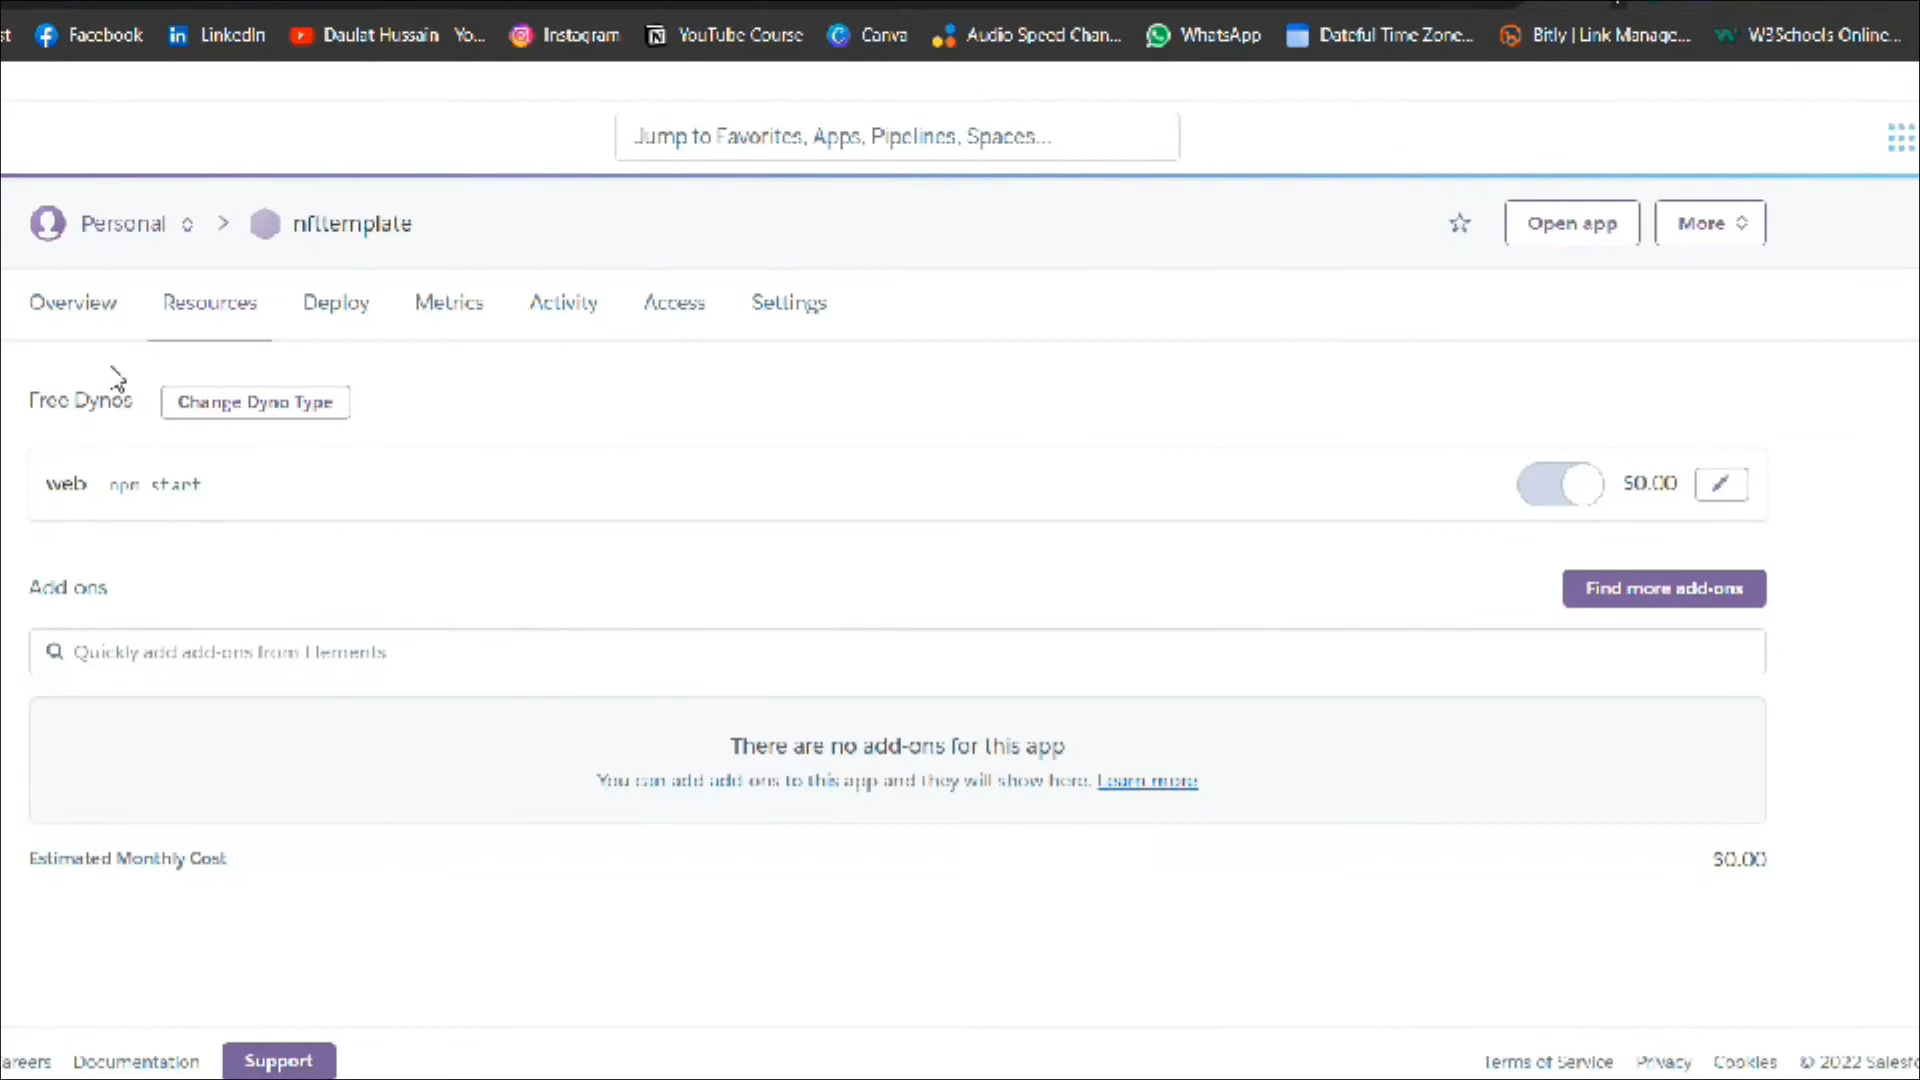 st Facebook LinkedIn Daulat Hussain Yo... Instagram YouTube Course Canva Audio Speed Chan... WhatsApp Dateful Time Zone... Bitly | Link Manage... W3Schools Online...
Jump to Favorites, Apps, Pipelines, Spaces...
Personal nfttemplate Open app More
Overview Resources Deploy Metrics Activity Access Settings
Free Dynos Change Dyno Type
web npm start $0.00
Add-ons Find more add-ons
Quickly add add-ons from Elements
There are no add-ons for this app
You can add add-ons to this app and they will show here. Learn more
Estimated Monthly Cost $0.00
areers Documentation Support Terms of Service Privacy Cookies © 2022 Salesfo